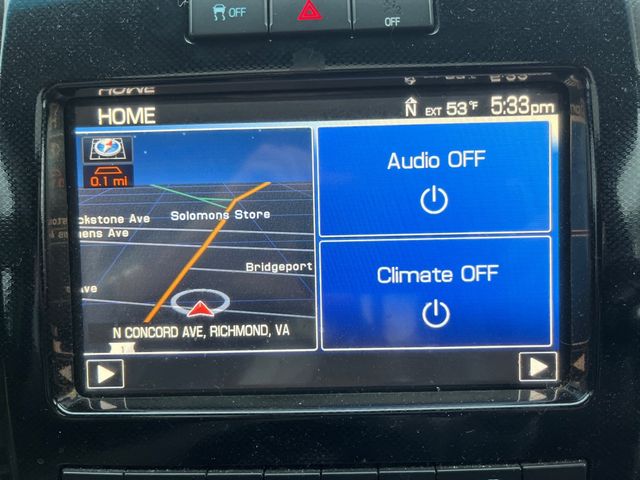 OFF
OFF
HOME
N EXT 53°F 5:33pm
0.1 mi
Audio OFF
Solomons Store
Bridgeport
Ave
Climate OFF
N CONCORD AVE, RICHMOND, VA